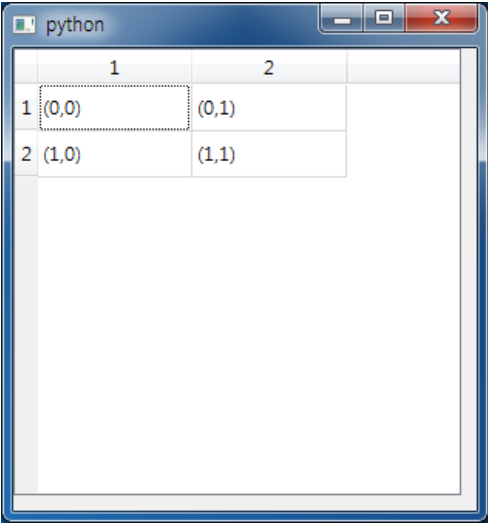 python
1 2
1 (0,0) (0,1)
2 (1,0) (1,1)